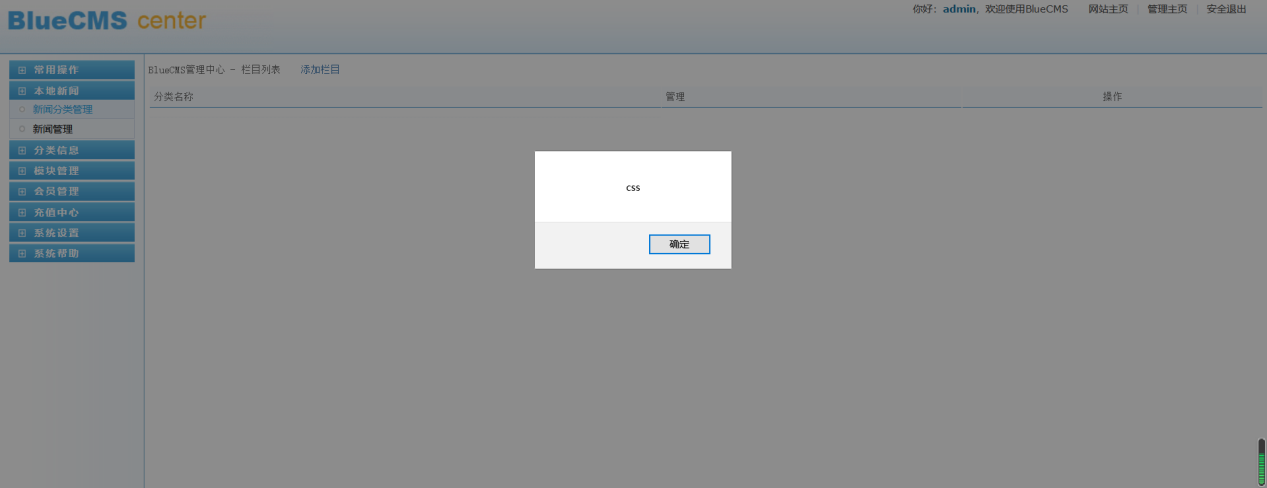 BlueCMS center
你好：admin，欢迎使用BlueCMS 网站主页 管理主页 安全退出
常用操作
本地新闻
新闻分类管理
新闻管理
分类信息
模块管理
会员管理
充值中心
系统设置
系统帮助
BlueCMS管理中心 - 栏目列表 添加栏目
分类名称 管理 操作
css
确定